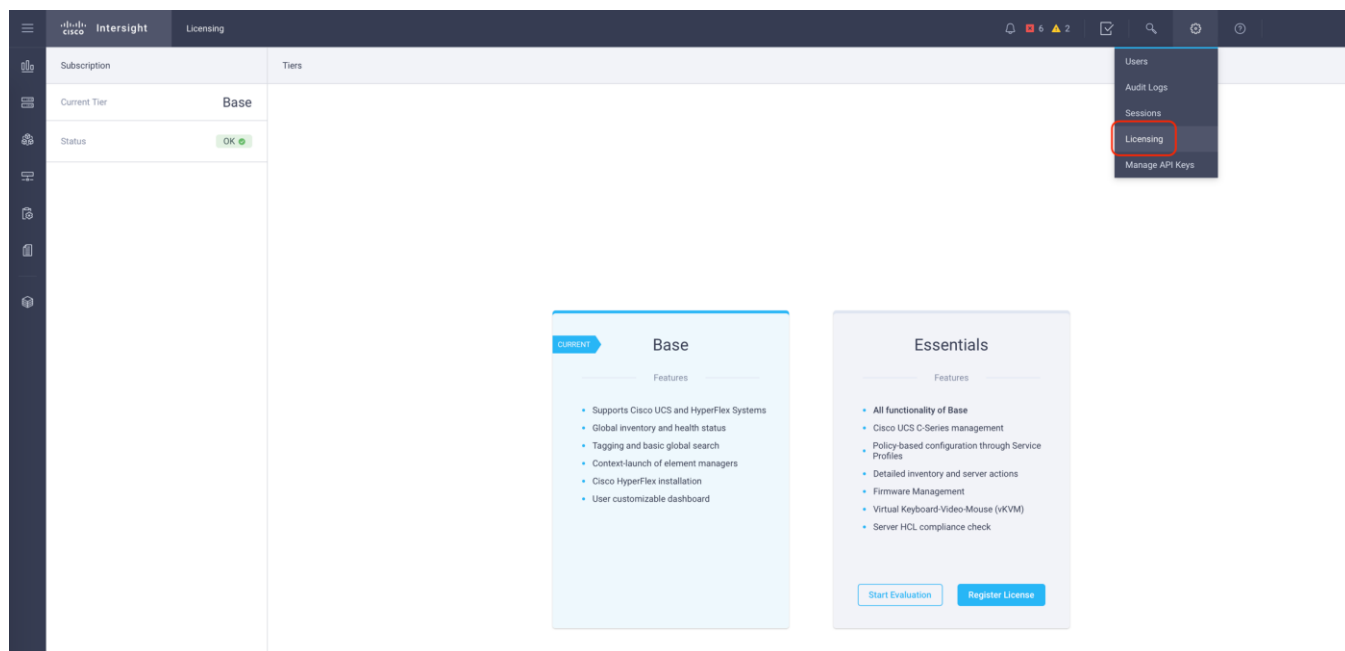 cisco Intersight Licensing 6 2
Subscription
Tiers
Users
Current Tier Base
Audit Logs
Sessions
Status OK
Licensing
Manage API Keys
CURRENT Base
Features
Supports Cisco UCS and HyperFlex Systems
Global inventory and health status
Tagging and basic global search
Context-launch of element managers
Cisco HyperFlex installation
User customizable dashboard
Essentials
Features
All functionality of Base
Cisco UCS C-Series management
Policy-based configuration through Service
Profiles
Detailed inventory and server actions
Firmware Management
Virtual Keyboard-Video-Mouse (vKVM)
Server HCL compliance check
Start Evaluation Register License